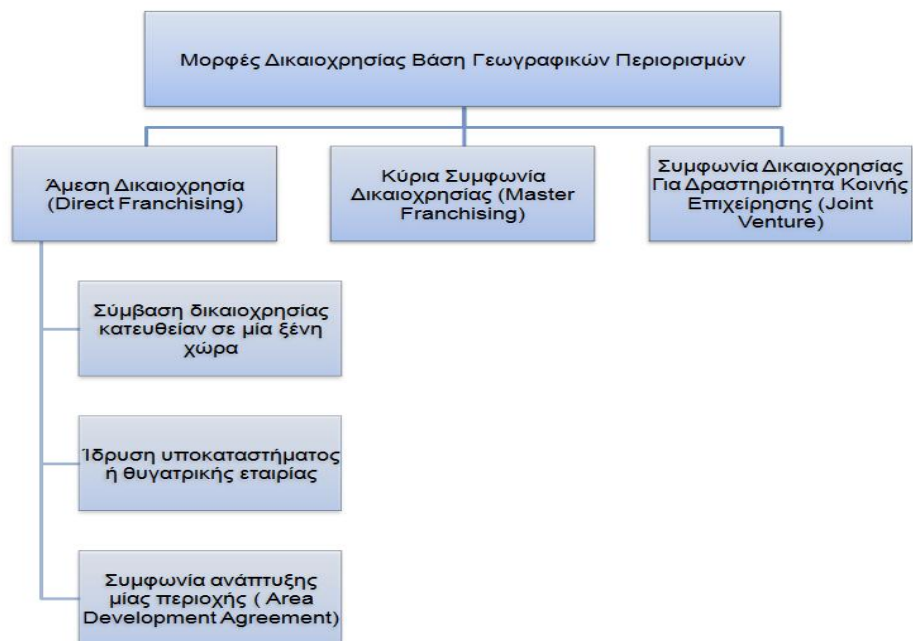 Μορφές Δικαιοχρησίας Βάση Γεωγραφικών Περιορισμών
Άμεση Δικαιοχρησία
(Direct Franchising)
Κύρια Συμφωνία
Δικαιοχρησίας (Master
Franchising)
Συμφωνία Δικαιοχρησίας
Για Δραστηριότητα Κοινής
Επιχείρησης (Joint
Venture)
Σύμβαση δικαιοχρησίας
κατευθείαν σε μία ξένη
χώρα
Ίδρυση υποκαταστήματος
ή θυγατρικής εταιρίας
Συμφωνία ανάπτυξης
μίας περιοχής ( Area
Development Agreement)